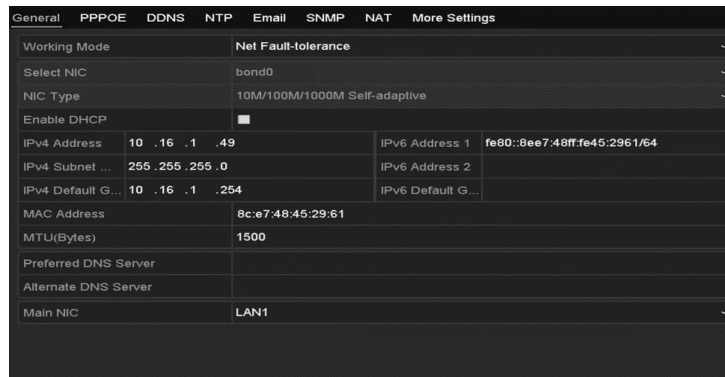 General PPPOE DDNS NTP Email SNMP NAT More Settings
Working Mode Net Fault-tolerance
Select NIC bond0
NIC Type 10M/100M/1000M Self-adaptive
Enable DHCP
IPv4 Address 10 .16 .1 .49 IPv6 Address 1 fe80::8ee7:48ff:fe45:2961/64
IPv4 Subnet ... 255.255.255.0 IPv6 Address 2
IPv4 Default G... 10 .16 .1 .254 IPv6 Default G...
MAC Address 8c:e7:48:45:29:61
MTU(Bytes) 1500
Preferred DNS Server
Alternate DNS Server
Main NIC LAN1